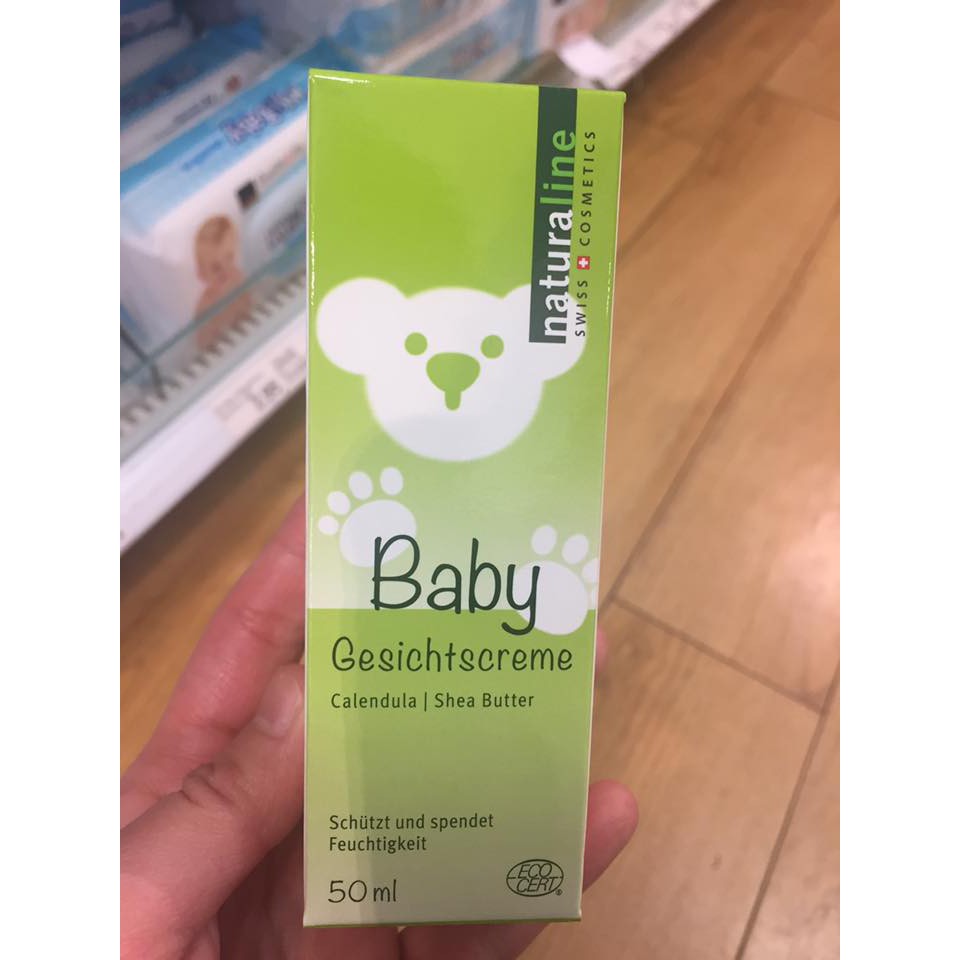 naturaline
SWISS COSMETICS
Baby
Gesichtscreme
Calendula | Shea Butter
Schützt und spendet
Feuchtigkeit
50 ml
ECO
CERT®